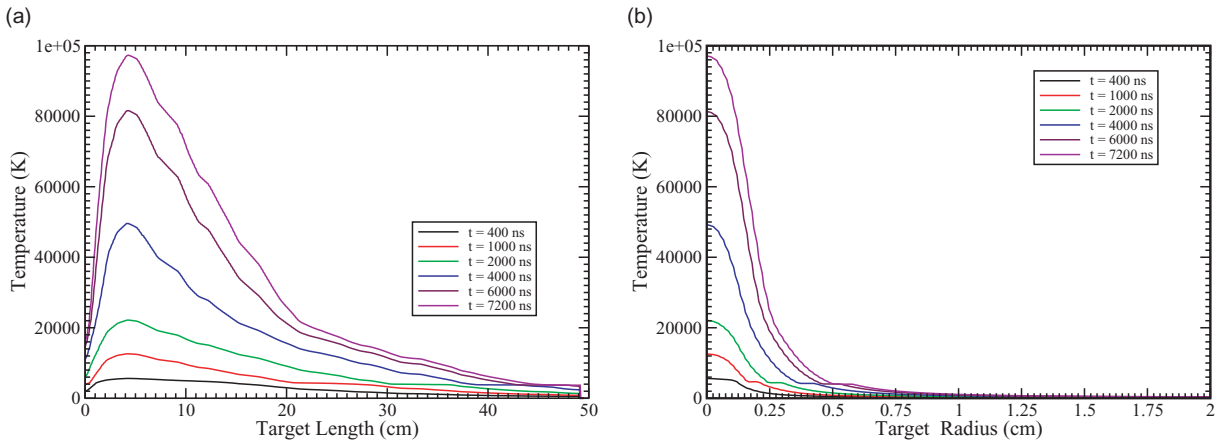 (a)
1e+05
80000
60000
40000
20000
0
Temperature (K)
0 10 20 30 40 50
Target Length (cm)
t = 400 ns
t = 1000 ns
t = 2000 ns
t = 4000 ns
t = 6000 ns
t = 7200 ns
(b)
1e+05
80000
60000
40000
20000
0
Temperature (K)
0 0.25 0.5 0.75 1 1.25 1.5 1.75 2
Target Radius (cm)
t = 400 ns
t = 1000 ns
t = 2000 ns
t = 4000 ns
t = 6000 ns
t = 7200 ns